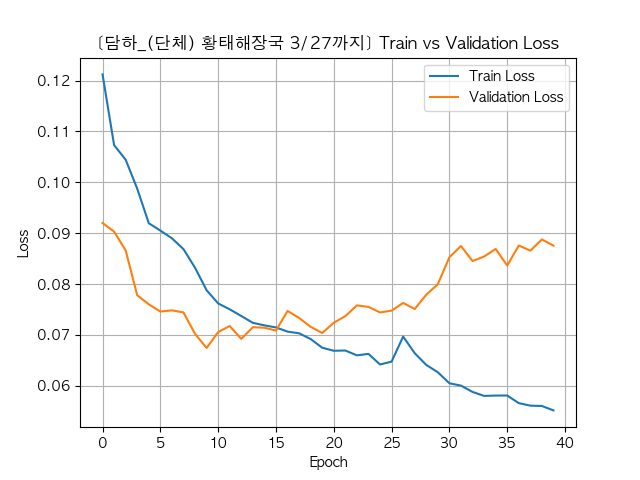 [담하_(단체) 황태해장국 3/27까지] Train vs Validation Loss
Train Loss
Validation Loss
0.12
0.11
0.10
0.09
0.08
0.07
0.06
Loss
0 5 10 15 20 25 30 35 40
Epoch